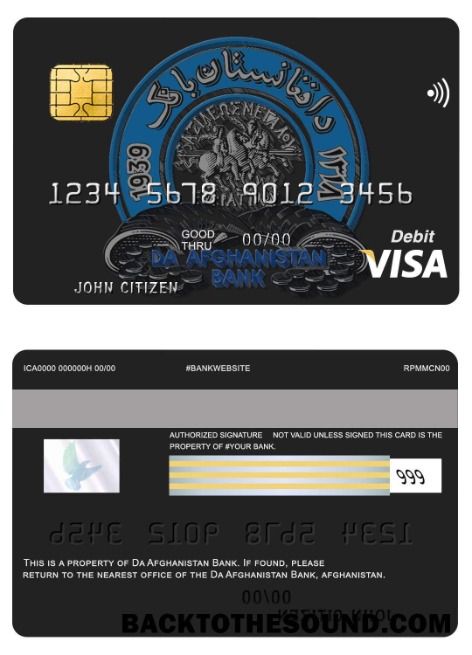 د افغانستان بانک
ΒΑΣΙΛΕΩΣ ΜΕΓΑΛΟΥ
1939
١٣١٨
1234 5678 9012 3456
GOOD
THRU 00/00
DA AFGHANISTAN
BANK
JOHN CITIZEN
Debit
VISA
ICA0000 000000H 00/00 #BANKWEBSITE RPMMCN00
AUTHORIZED SIGNATURE NOT VALID UNLESS SIGNED THIS CARD IS THE
PROPERTY OF #YOUR BANK.
999
THIS IS A PROPERTY OF DA AFGHANISTAN BANK. IF FOUND, PLEASE
RETURN TO THE NEAREST OFFICE OF THE DA AFGHANISTAN BANK, AFGHANISTAN.
00/00
BACKTOTHESOUND.COM